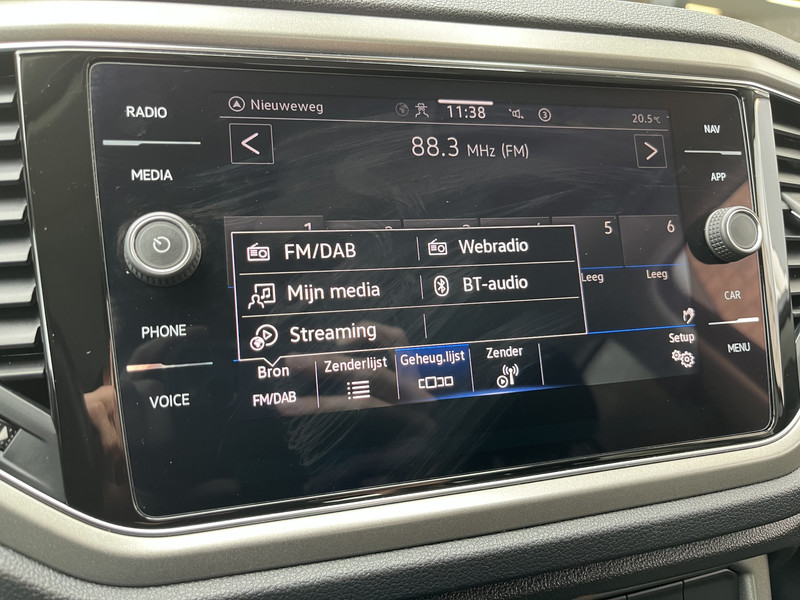 RADIO
MEDIA
PHONE
VOICE
Nieuweweg
11:38
3
20.5°C
88.3 MHz (FM)
1
5
6
Leeg
Leeg
FM/DAB
Webradio
Mijn media
BT-audio
Streaming
Bron
FM/DAB
Zenderlijst
Geheug.lijst
Zender
Setup
NAV
APP
CAR
MENU